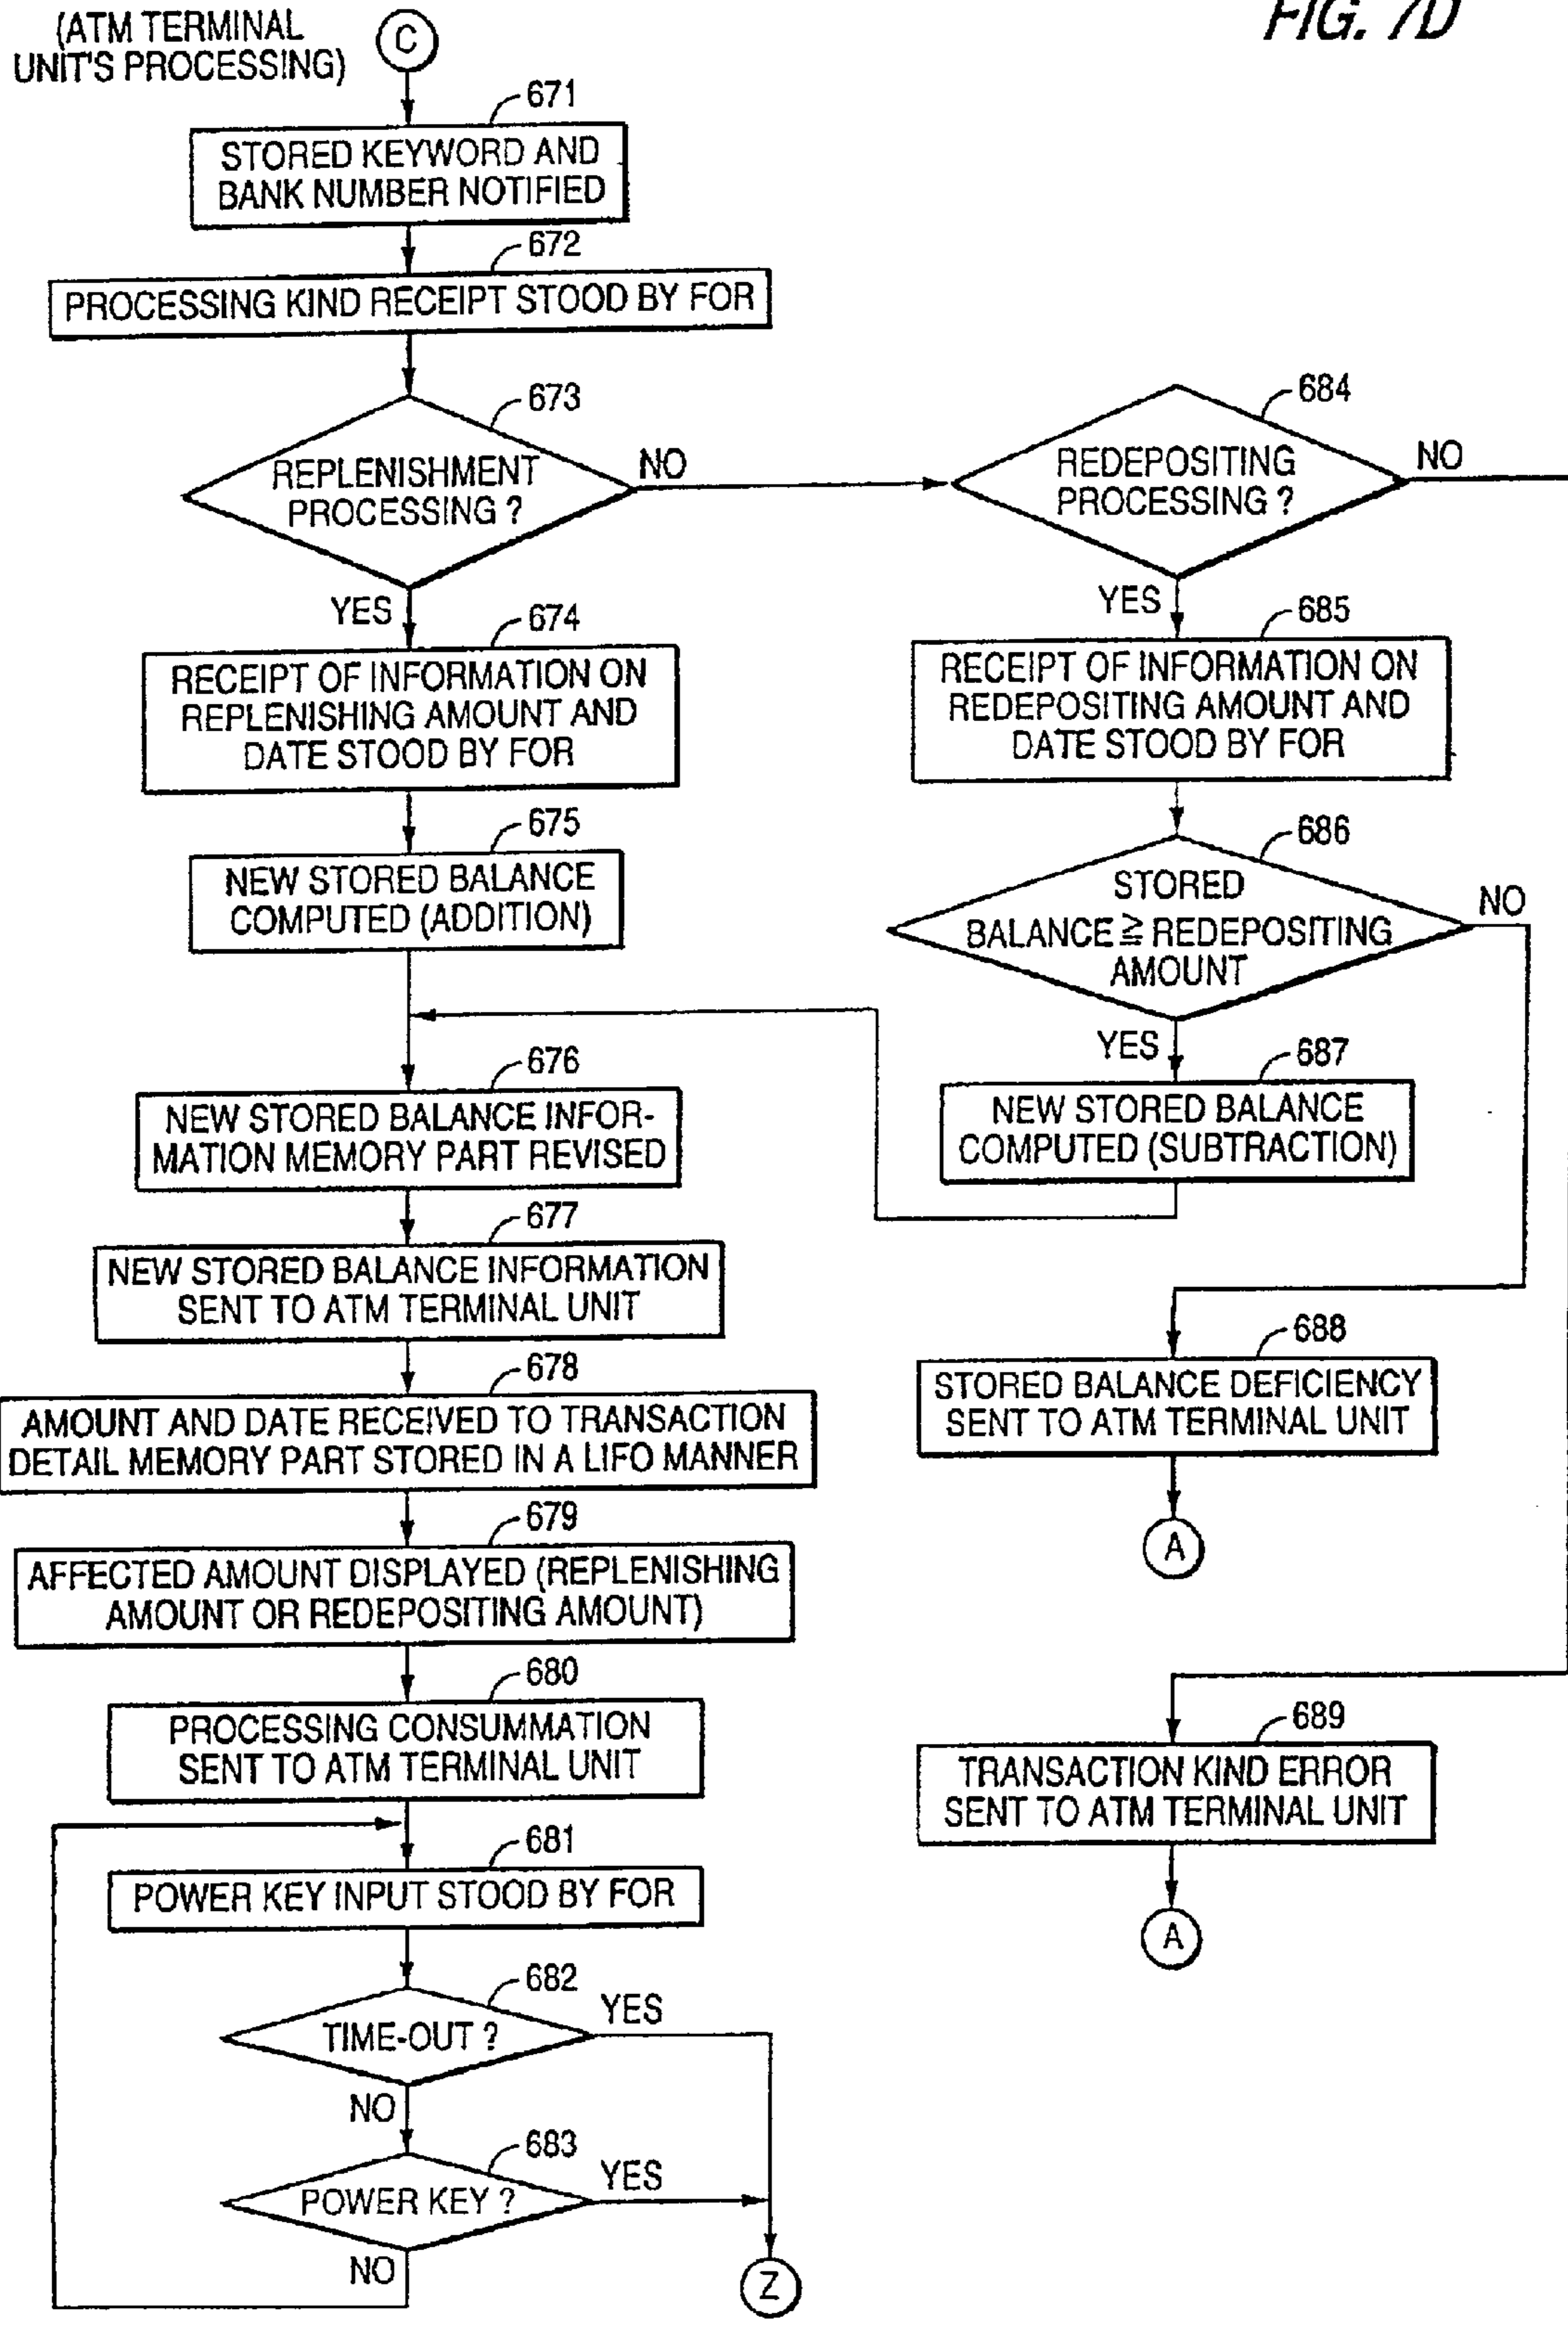 (ATM TERMINAL
UNIT'S PROCESSING)
C
FIG. 7D
671
STORED KEYWORD AND
BANK NUMBER NOTIFIED
672
PROCESSING KIND RECEIPT STOOD BY FOR
673
REPLENISHMENT
PROCESSING ?
NO
YES
684
REDEPOSITING
PROCESSING ?
NO
YES
674
RECEIPT OF INFORMATION ON
REPLENISHING AMOUNT AND
DATE STOOD BY FOR
685
RECEIPT OF INFORMATION ON
REDEPOSITING AMOUNT AND
DATE STOOD BY FOR
675
NEW STORED BALANCE
COMPUTED (ADDITION)
686
STORED
BALANCE ≧ REDEPOSITING
AMOUNT
NO
YES
676
NEW STORED BALANCE INFOR-
MATION MEMORY PART REVISED
687
NEW STORED BALANCE
COMPUTED (SUBTRACTION)
677
NEW STORED BALANCE INFORMATION
SENT TO ATM TERMINAL UNIT
688
STORED BALANCE DEFICIENCY
SENT TO ATM TERMINAL UNIT
A
678
AMOUNT AND DATE RECEIVED TO TRANSACTION
DETAIL MEMORY PART STORED IN A LIFO MANNER
679
AFFECTED AMOUNT DISPLAYED (REPLENISHING
AMOUNT OR REDEPOSITING AMOUNT)
680
PROCESSING CONSUMMATION
SENT TO ATM TERMINAL UNIT
689
TRANSACTION KIND ERROR
SENT TO ATM TERMINAL UNIT
A
681
POWER KEY INPUT STOOD BY FOR
682
TIME-OUT ?
YES
NO
683
POWER KEY ?
YES
NO
Z